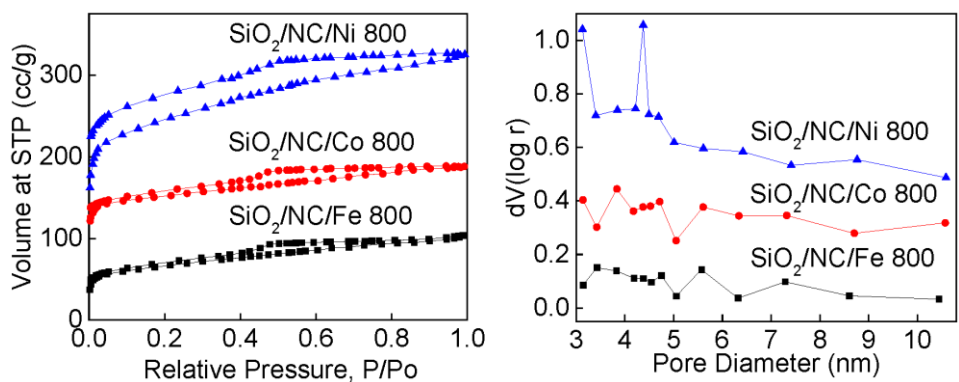 Volume at STP (cc/g)
300
200
100
0
0.0 0.2 0.4 0.6 0.8 1.0
Relative Pressure, P/Po
SiO₂/NC/Ni 800
SiO₂/NC/Co 800
SiO₂/NC/Fe 800
dV(log r)
1.0
0.8
0.6
0.4
0.2
0.0
3 4 5 6 7 8 9 10
Pore Diameter (nm)
SiO₂/NC/Ni 800
SiO₂/NC/Co 800
SiO₂/NC/Fe 800